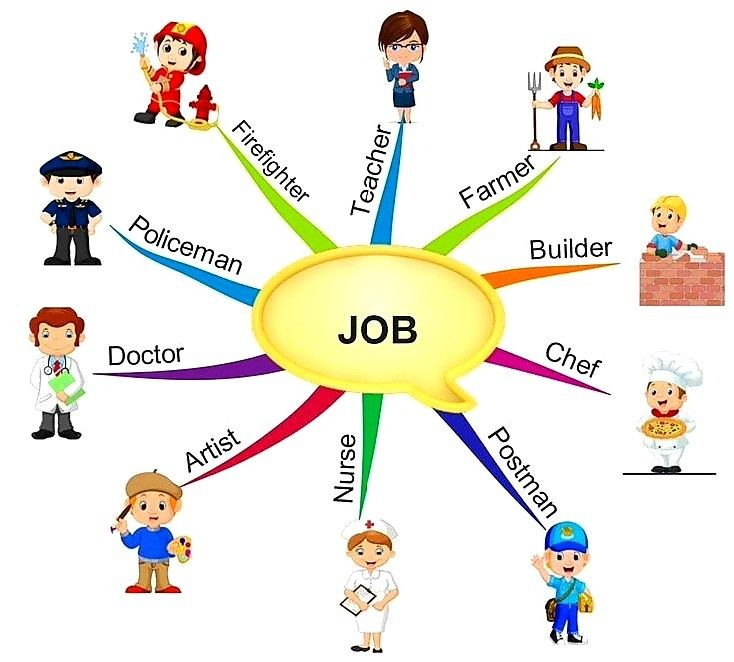 Firefighter
Teacher
Farmer
Policeman
Builder
JOB
Doctor
Chef
Artist
Nurse
Postman